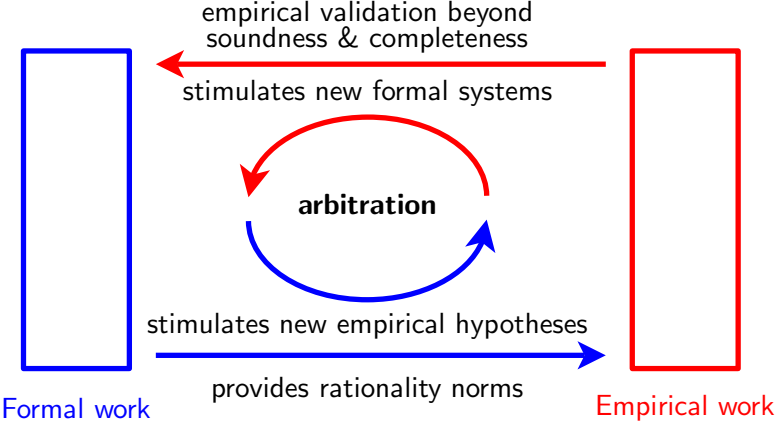 empirical validation beyond
soundness & completeness
stimulates new formal systems
arbitration
stimulates new empirical hypotheses
provides rationality norms
Formal work
Empirical work